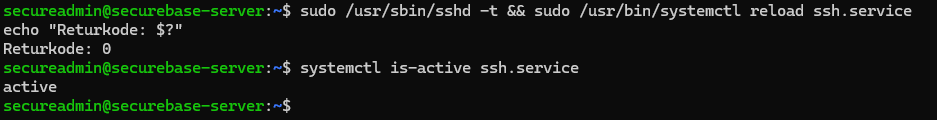 secureadmin@securebase-server:~$ sudo /usr/sbin/sshd -t && sudo /usr/bin/systemctl reload ssh.service
echo "Returkode: $?"
Returkode: 0
secureadmin@securebase-server:~$ systemctl is-active ssh.service
active
secureadmin@securebase-server:~$